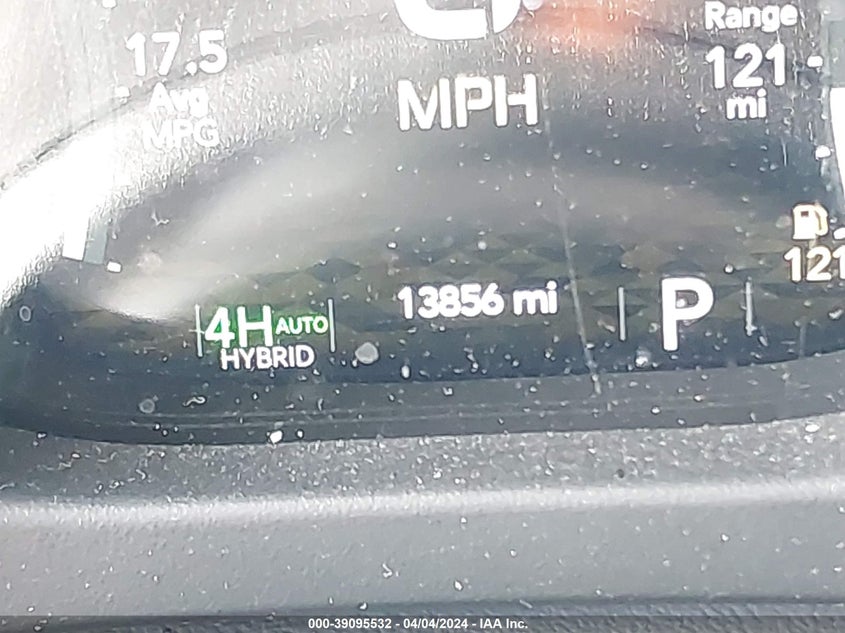 Range
17.5
121
Avg
mi
MPG
MPH
121
4H AUTO
13856 mi
P
HYBRID
000-39095532 - 04/04/2024 - IAA Inc.